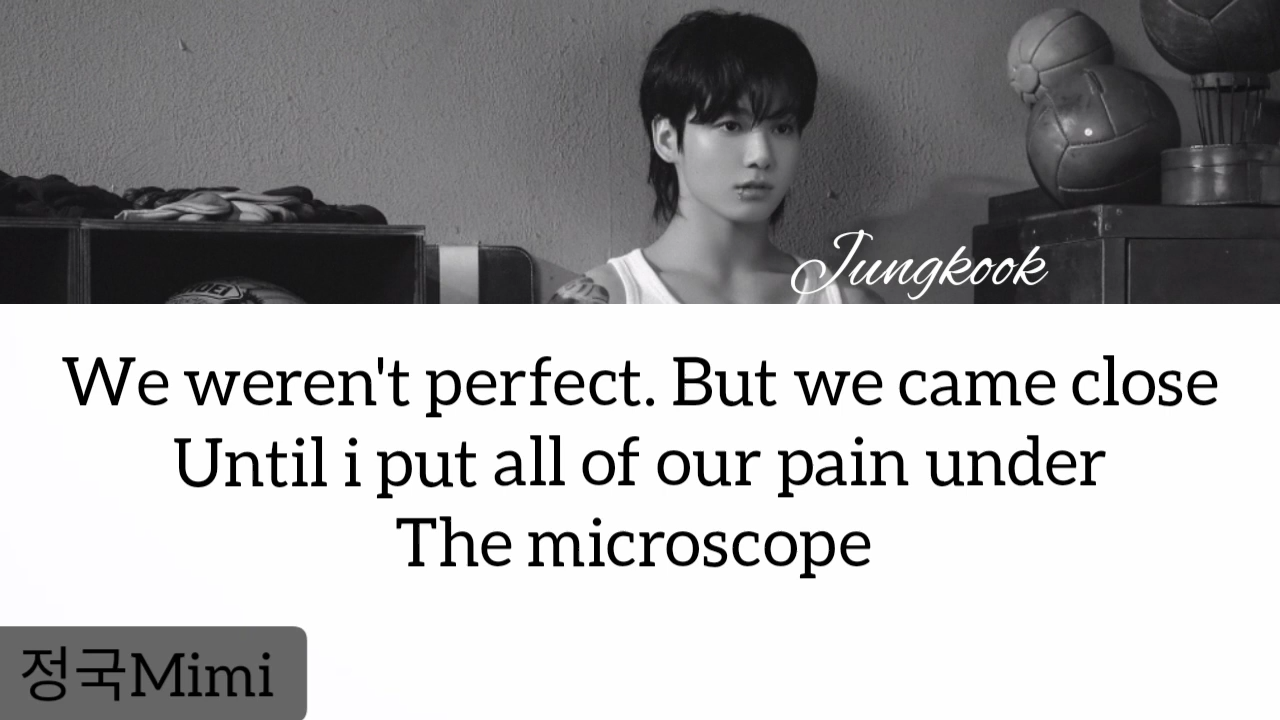 Jungkook
We weren't perfect. But we came close
Until i put all of our pain under
The microscope
정국Mimi